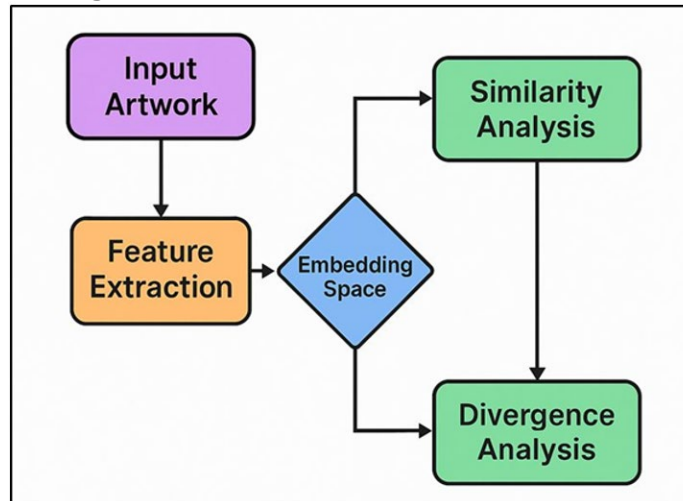 Input
Artwork
Feature
Extraction
Embedding
Space
Similarity
Analysis
Divergence
Analysis